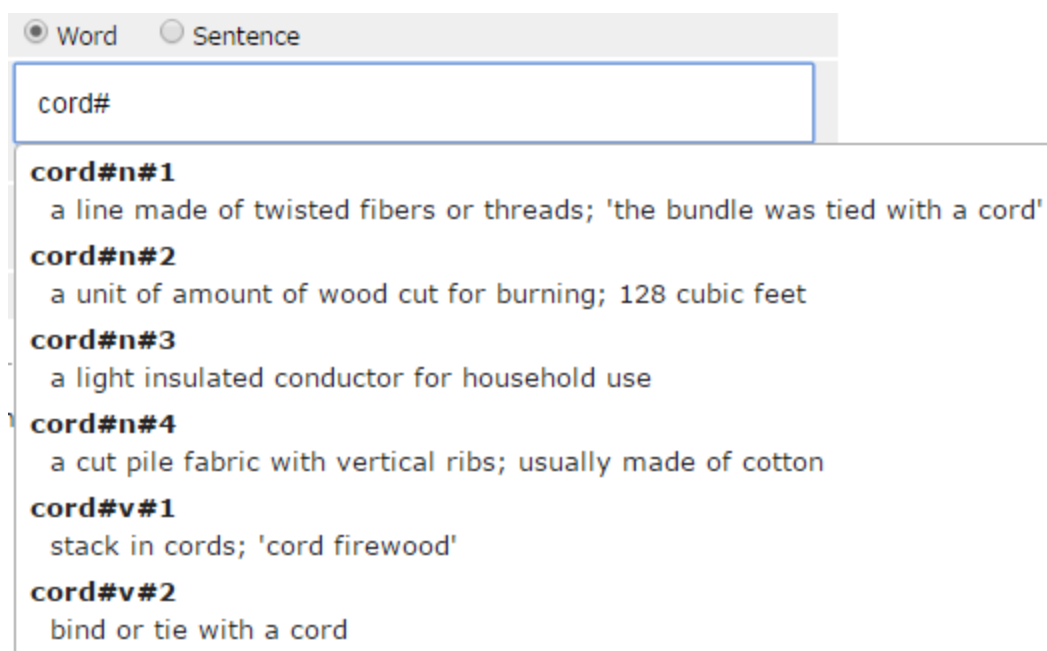 Word Sentence
cord#
cord#n#1
a line made of twisted fibers or threads; 'the bundle was tied with a cord'
cord#n#2
a unit of amount of wood cut for burning; 128 cubic feet
cord#n#3
a light insulated conductor for household use
cord#n#4
a cut pile fabric with vertical ribs; usually made of cotton
cord#v#1
stack in cords; 'cord firewood'
cord#v#2
bind or tie with a cord